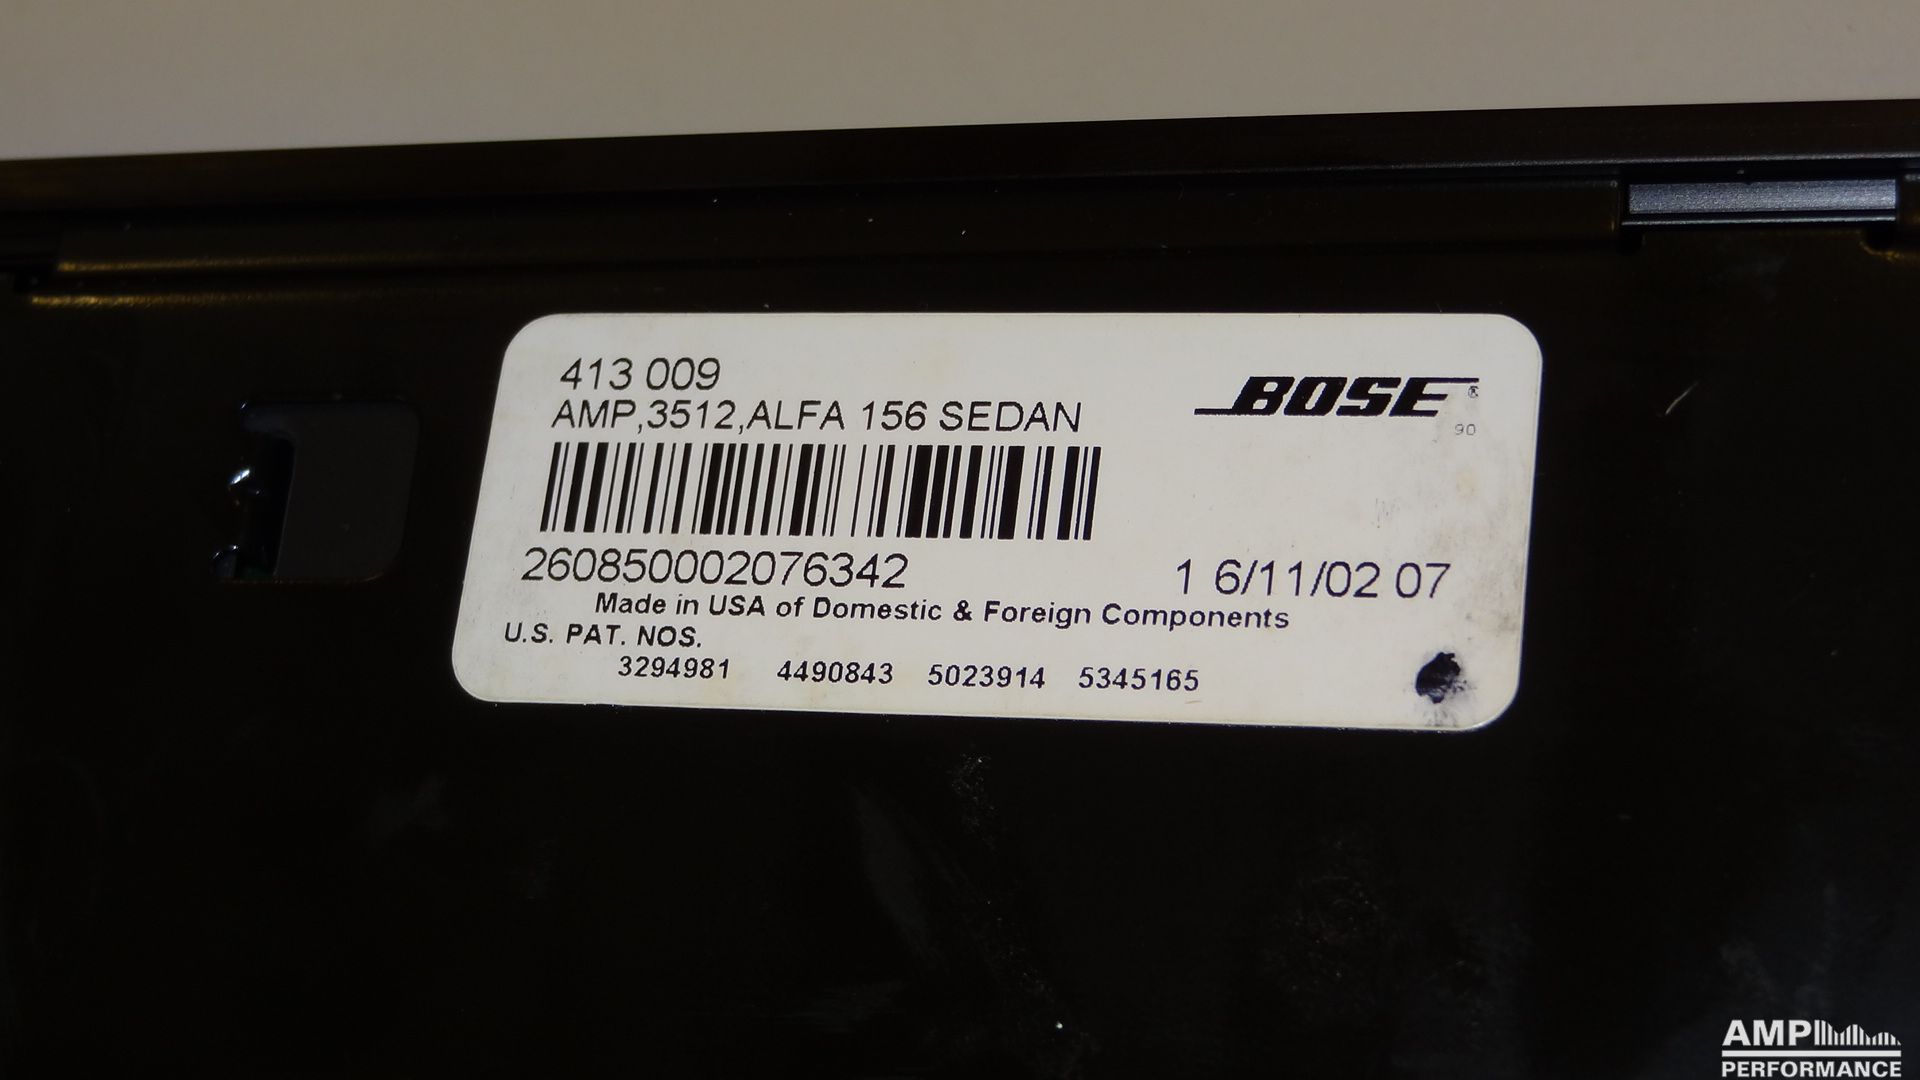 413 009
AMP,3512,ALFA 156 SEDAN
BOSE®
90
260850002076342
1 6/11/02 07
Made in USA of Domestic & Foreign Components
U.S. PAT. NOS.
3294981 4490843 5023914 5345165
AMP
PERFORMANCE